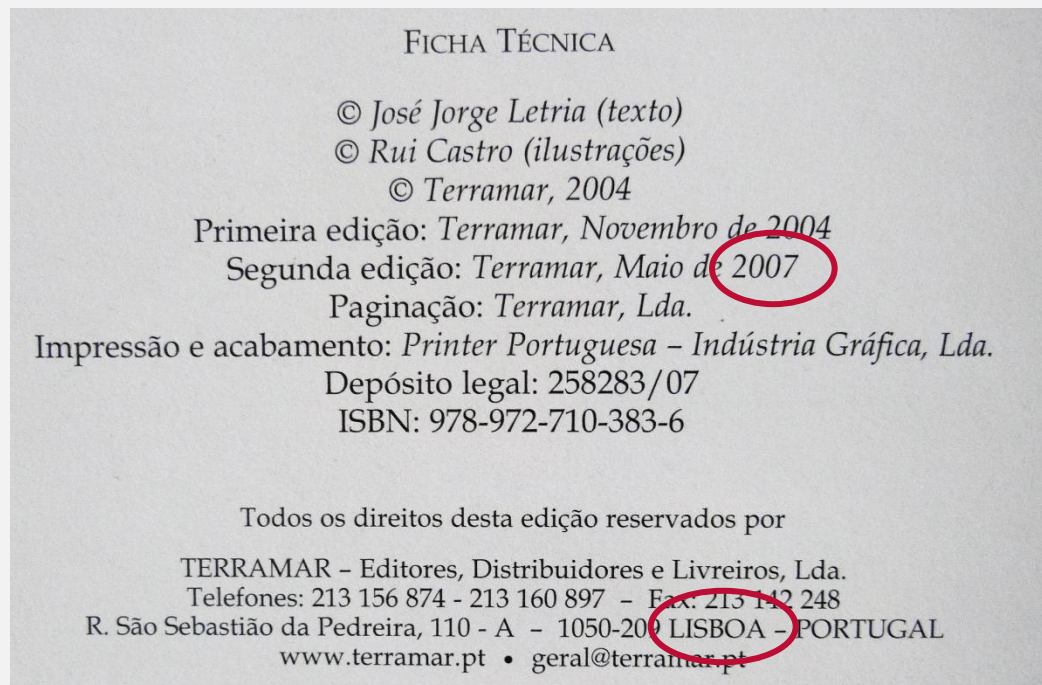 FICHA TÉCNICA
© José Jorge Letria (texto)
© Rui Castro (ilustrações)
© Terramar, 2004
Primeira edição: Terramar, Novembro de 2004
Segunda edição: Terramar, Maio de 2007
Paginação: Terramar, Lda.
Impressão e acabamento: Printer Portuguesa – Indústria Gráfica, Lda.
Depósito legal: 258283/07
ISBN: 978-972-710-383-6
Todos os direitos desta edição reservados por
TERRAMAR – Editores, Distribuidores e Livreiros, Lda.
Telefones: 213 156 874 - 213 160 897 – Fax: 213 142 248
R. São Sebastião da Pedreira, 110 - A – 1050-209 LISBOA – PORTUGAL
www.terramar.pt • geral@terramar.pt